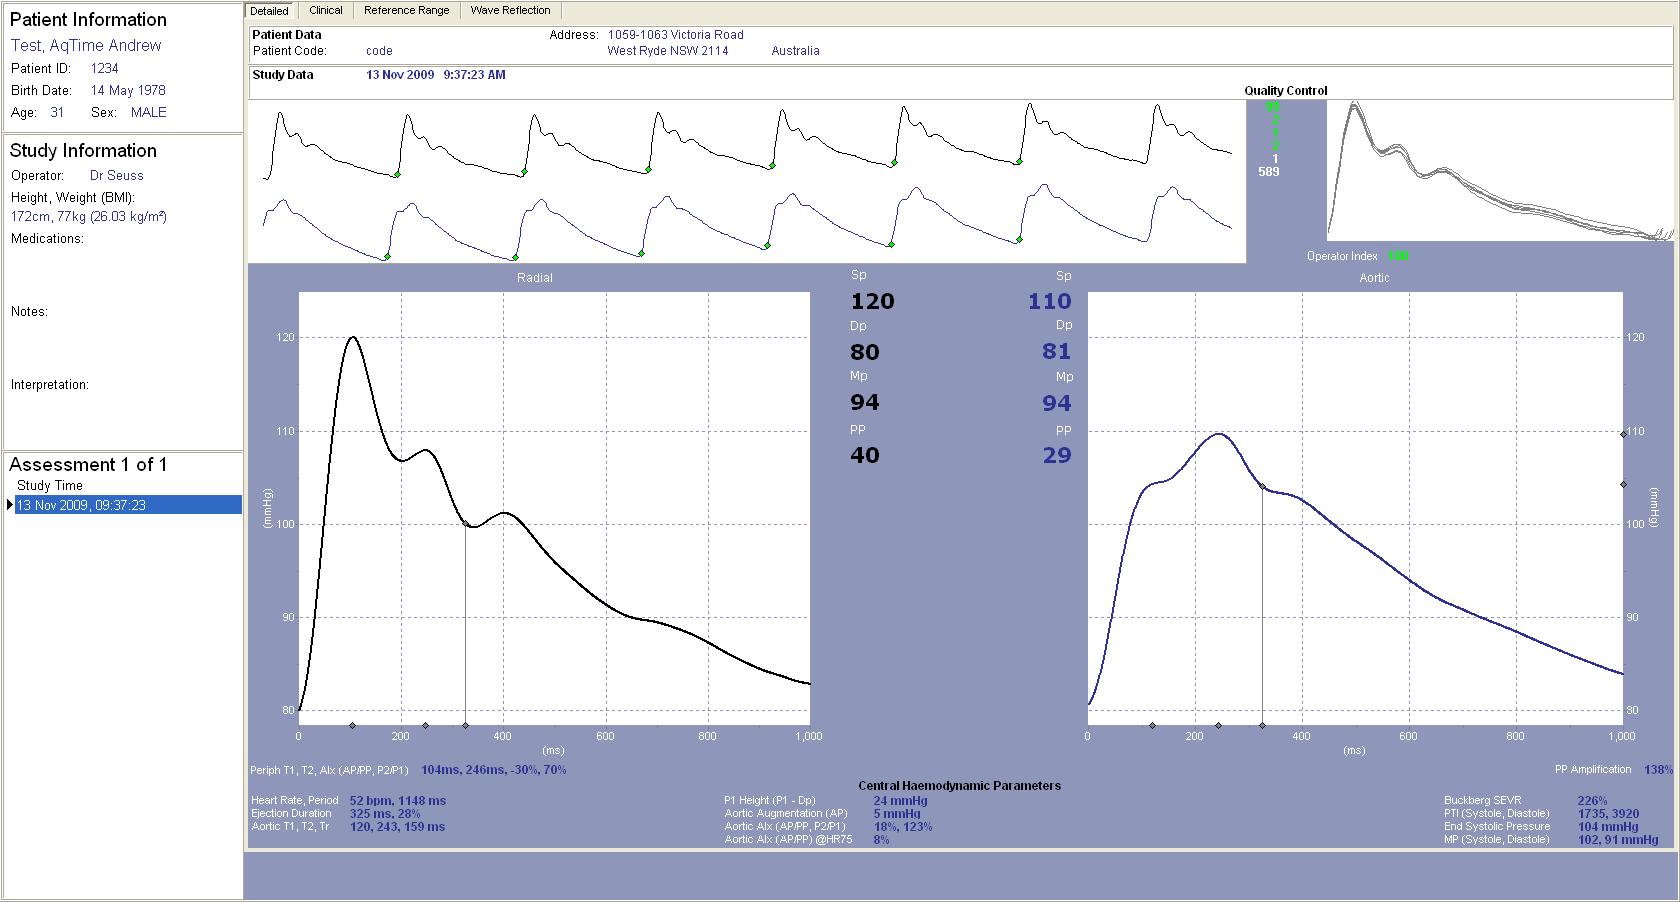 Patient Information
Test, AqTime Andrew
Patient ID: 1234
Birth Date: 14 May 1978
Age: 31 Sex: MALE
Study Information
Operator: Dr Seuss
Height, Weight (BMI):
172cm, 77kg (26.03 kg/m²)
Medications:
Notes:
Interpretation:
Assessment 1 of 1
Study Time
13 Nov 2009, 09:37:23
Detailed Clinical Reference Range Wave Reflection
Patient Data Address: 1059-1063 Victoria Road
Patient Code: code West Ryde NSW 2114 Australia
Study Data 13 Nov 2009 9:37:23 AM
Quality Control
2
1
589
Operator Index 100
Radial
Sp Sp
120 110
Dp Dp
80 81
Mp Mp
94 94
PP PP
40 29
Aortic
120
110
100
90
80
(mmHg)
0 200 400 600 800 1,000
(ms)
120
110
100
90
80
(mmHg)
0 200 400 600 800 1,000
(ms)
Periph T1, T2, AIx (AP/PP, P2/P1) 104ms, 246ms, -30%, 70%
PP Amplification 138%
Central Haemodynamic Parameters
Heart Rate, Period 52 bpm, 1148 ms
Ejection Duration 325 ms, 28%
Aortic T1, T2, Tr 120, 243, 159 ms
P1 Height (P1 - Dp) 24 mmHg
Aortic Augmentation (AP) 5 mmHg
Aortic AIx (AP/PP, P2/P1) 18%, 123%
Aortic AIx (AP/PP) @HR75 8%
Buckberg SEVR 226%
PTI (Systole, Diastole) 1735, 3920
End Systolic Pressure 104 mmHg
MP (Systole, Diastole) 102, 91 mmHg